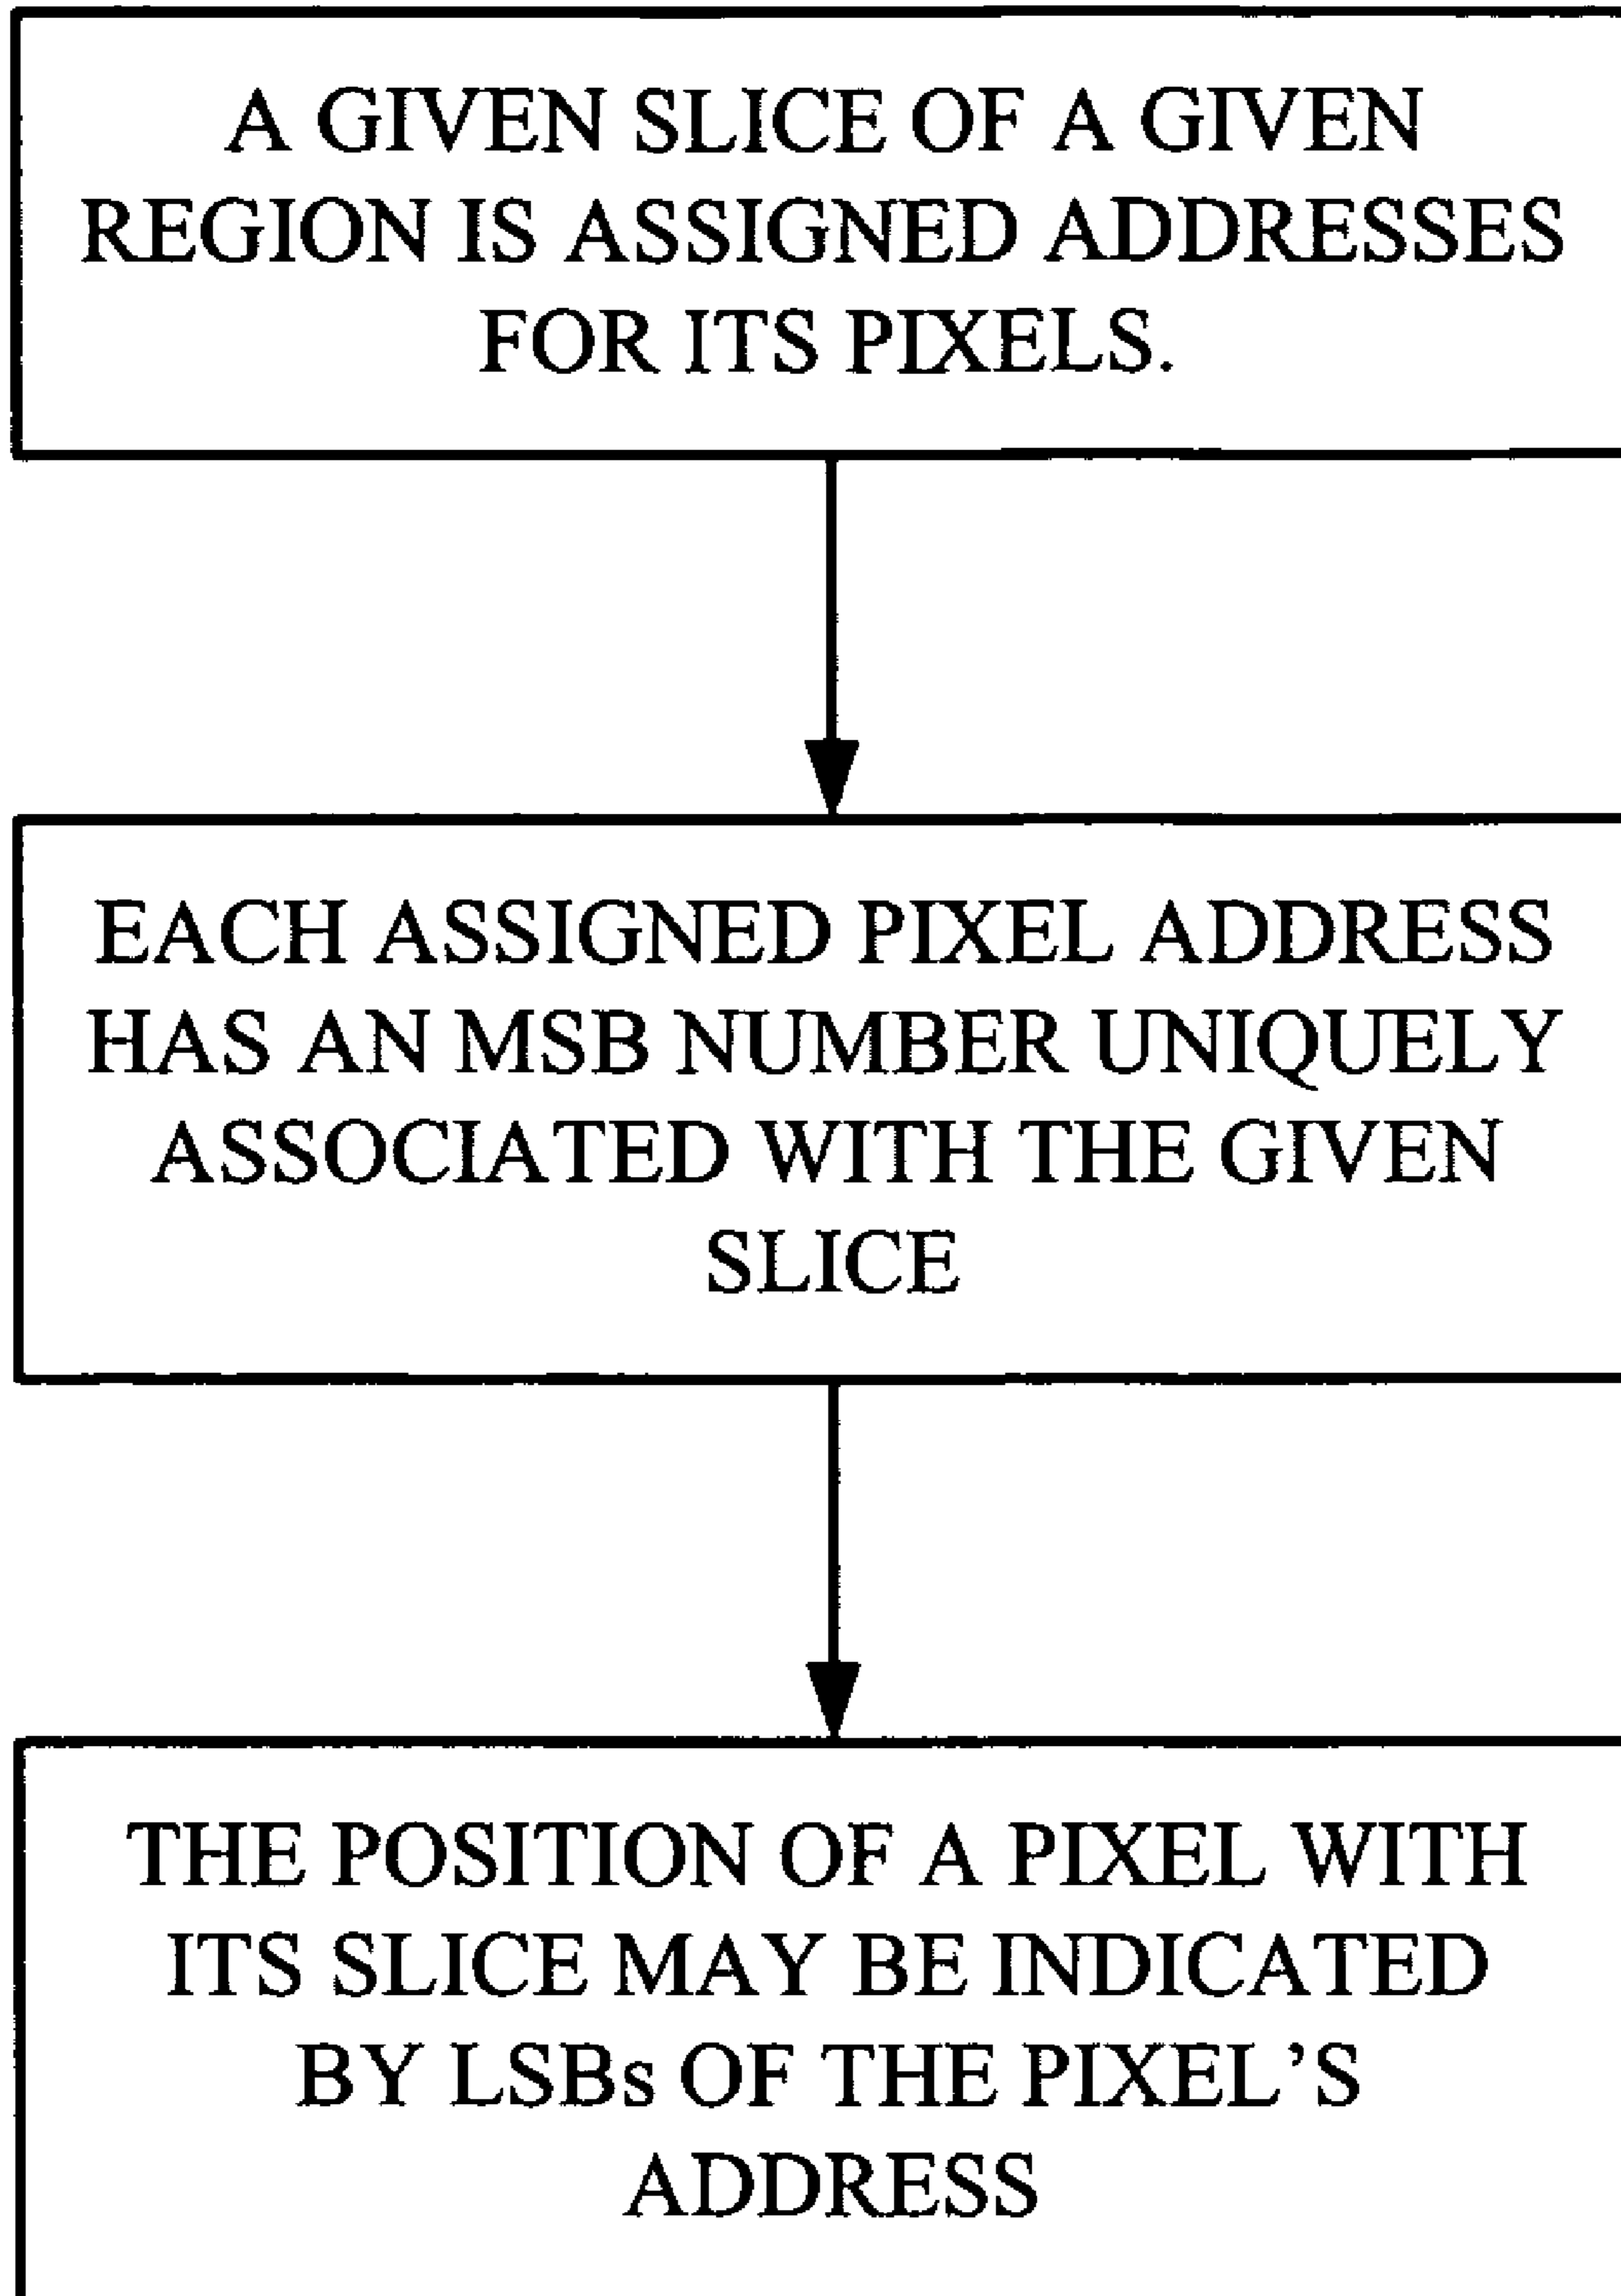 A GIVEN SLICE OF A GIVEN
REGION IS ASSIGNED ADDRESSES
FOR ITS PIXELS.
EACH ASSIGNED PIXEL ADDRESS
HAS AN MSB NUMBER UNIQUELY
ASSOCIATED WITH THE GIVEN
SLICE
THE POSITION OF A PIXEL WITH
ITS SLICE MAY BE INDICATED
BY LSBs OF THE PIXEL’S
ADDRESS